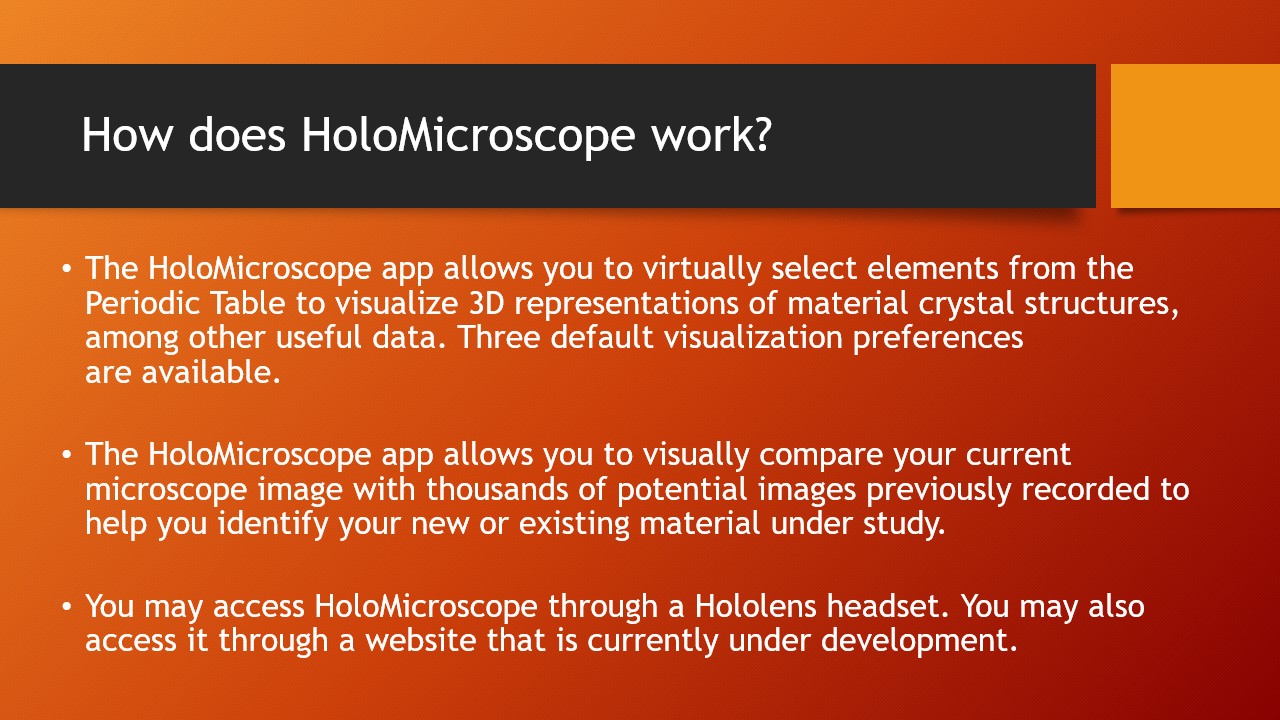 How does HoloMicroscope work?
• The HoloMicroscope app allows you to virtually select elements from the
Periodic Table to visualize 3D representations of material crystal structures,
among other useful data. Three default visualization preferences
are available.
• The HoloMicroscope app allows you to visually compare your current
microscope image with thousands of potential images previously recorded to
help you identify your new or existing material under study.
• You may access HoloMicroscope through a Hololens headset. You may also
access it through a website that is currently under development.